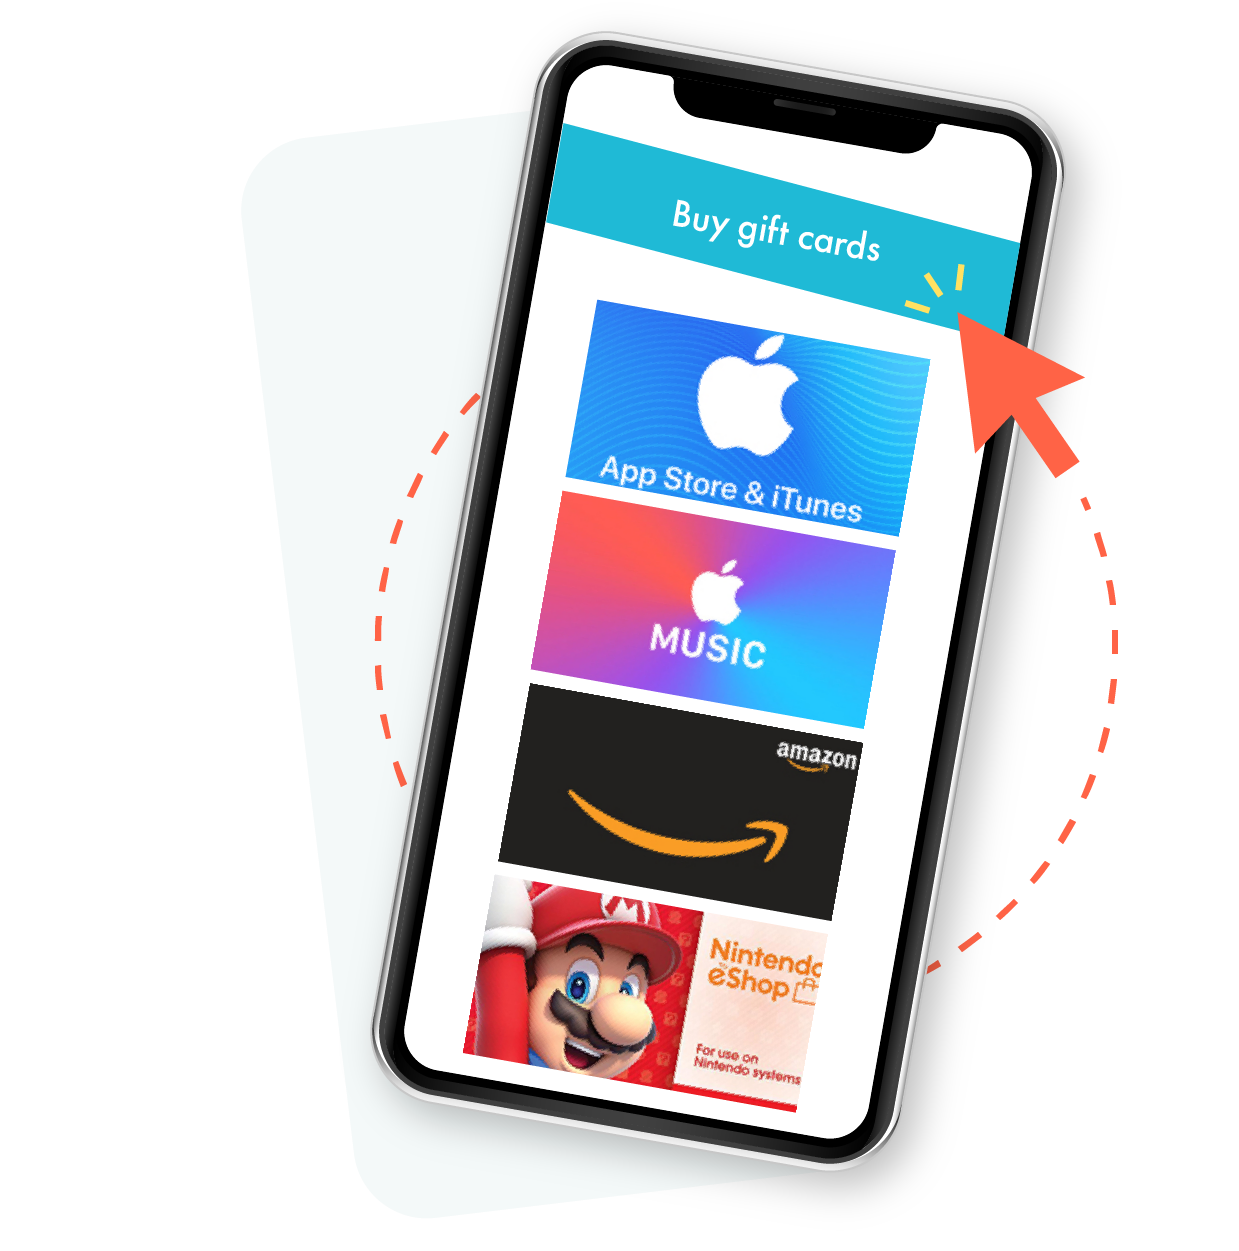 Buy gift cards
App Store & iTunes
MUSIC
amazon
M
Nintendo
eShop
For use on
Nintendo systems